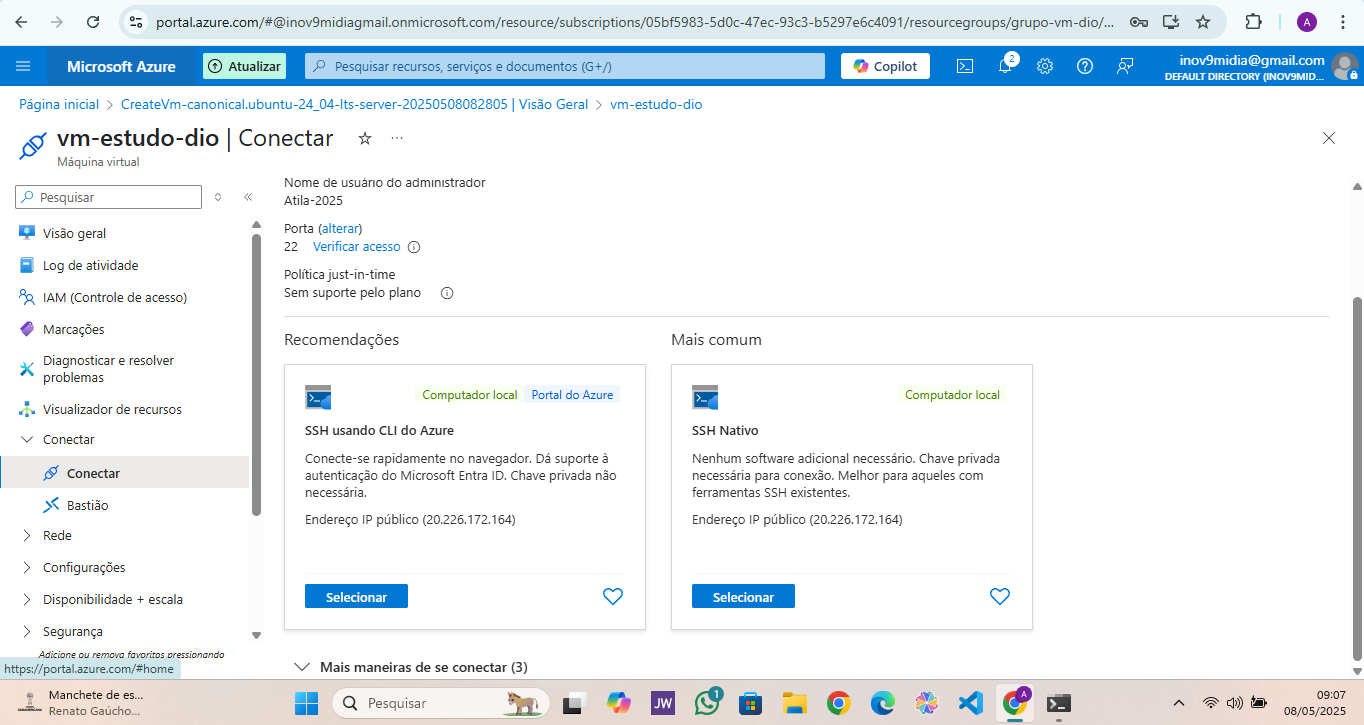 portal.azure.com/#@inov9midiagmail.onmicrosoft.com/resource/subscriptions/05bf5983-5d0c-47ec-93c3-b5297e6c4091/resourcegroups/grupo-vm-dio/...
A
Microsoft Azure
Atualizar
Pesquisar recursos, serviços e documentos (G+/)
Copilot
2
inov9midia@gmail.com
DEFAULT DIRECTORY (INOV9MID...
Página inicial > CreateVm-canonical.ubuntu-24_04-lts-server-20250508082805 | Visão Geral > vm-estudo-dio
vm-estudo-dio | Conectar
Máquina virtual
Pesquisar
Visão geral
Log de atividade
IAM (Controle de acesso)
Marcações
Diagnosticar e resolver
problemas
Visualizador de recursos
Conectar
Conectar
Bastião
Rede
Configurações
Disponibilidade + escala
Segurança
Adicione ou remova favoritos pressionando
https://portal.azure.com/#home
Nome de usuário do administrador
Atila-2025
Porta (alterar)
22 Verificar acesso
Política just-in-time
Sem suporte pelo plano
Recomendações
Computador local Portal do Azure
SSH usando CLI do Azure
Conecte-se rapidamente no navegador. Dá suporte à
autenticação do Microsoft Entra ID. Chave privada não
necessária.
Endereço IP público (20.226.172.164)
Selecionar
Mais comum
Computador local
SSH Nativo
Nenhum software adicional necessário. Chave privada
necessária para conexão. Melhor para aqueles com
ferramentas SSH existentes.
Endereço IP público (20.226.172.164)
Selecionar
Mais maneiras de se conectar (3)
Manchete de es...
Renato Gaúcho...
Pesquisar
JW
1
A
09:07
08/05/2025